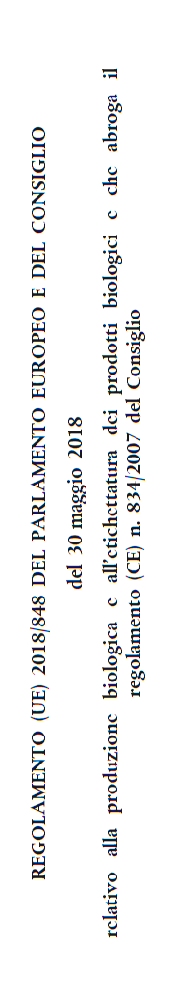 REGOLAMENTO (UE) 2018/848 DEL PARLAMENTO EUROPEO E DEL CONSIGLIO
del 30 maggio 2018
relativo alla produzione biologica e all'etichettatura dei prodotti biologici e che abroga il
regolamento (CE) n. 834/2007 del Consiglio